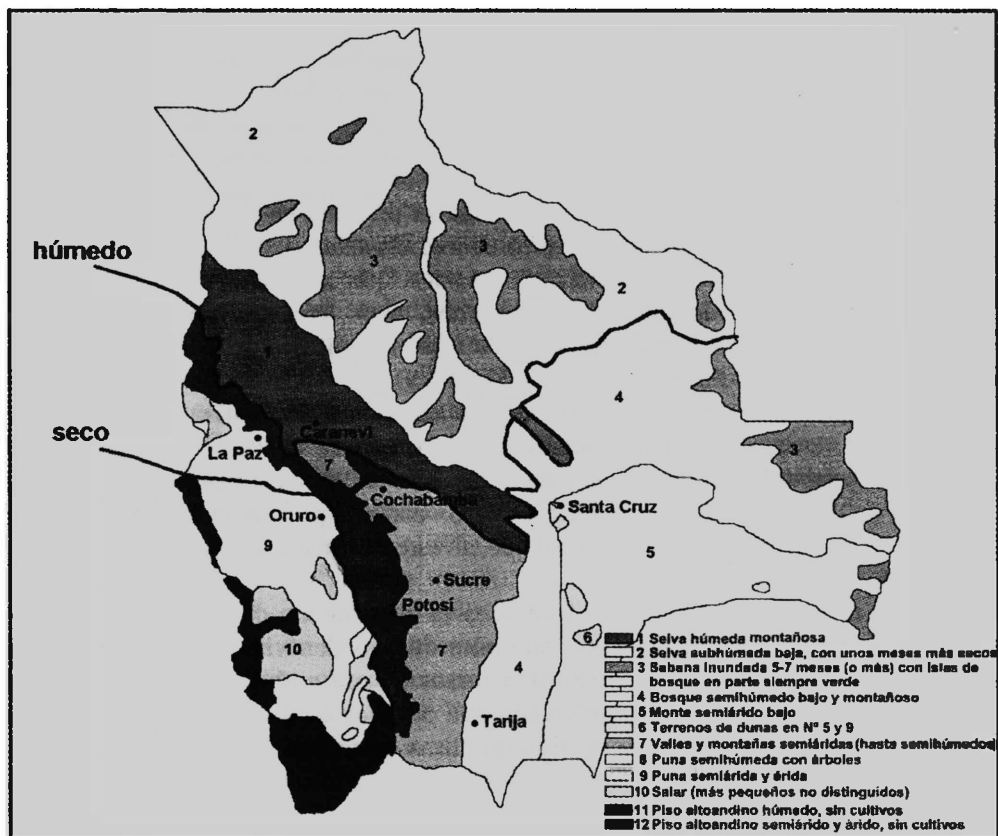 2
húmedo
3
3
2
1
4
seco
Caranavi
La Paz
7
3
Cochabamba
Santa Cruz
Oruro
9
5
Sucre
Potosí
6
10
7
4
Tarija
1 Selva húmeda montañosa
2 Selva subhúmeda baja, con unos meses más secos
3 Sabana inundada 5-7 meses (o más) con islas de
bosque en parte siempre verde
4 Bosque semihúmedo bajo y montañoso
5 Monte semiárido bajo
6 Terrenos de dunas en Nº 5 y 9
7 Valles y montañas semiáridas (hasta semihúmedos)
8 Puna semihúmeda con árboles
9 Puna semiárida y érida
10 Salar (más pequeños no distinguidos)
11 Piso altoandino húmedo, sin cultivos
12 Piso altoandino semiárido y árido, sin cultivos